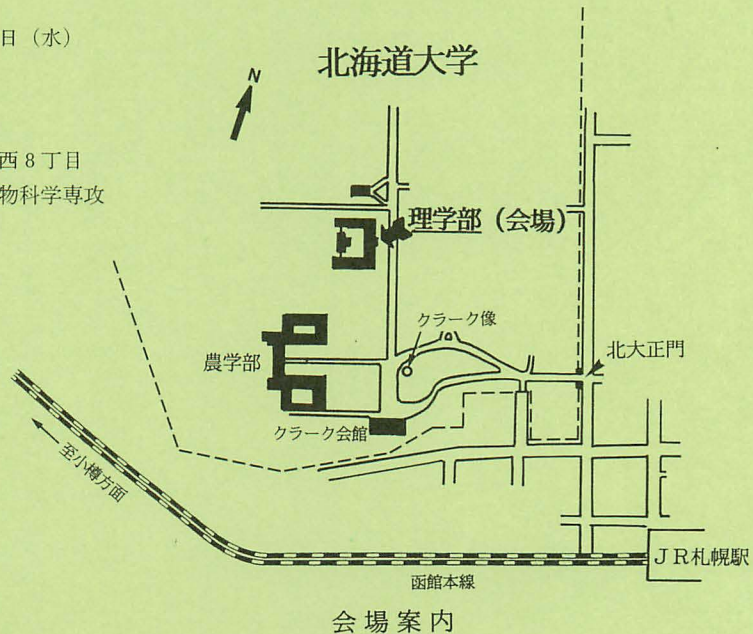 日（水）
北海道大学
N
西8丁目
物科学専攻
理学部（会場）
クラーク像
農学部
北大正門
クラーク会館
至小樽方面
JR札幌駅
函館本線
会場案内